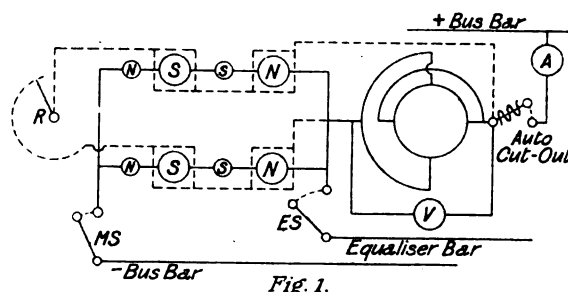 + Bus Bar
A
N S S N
R
Auto
Cut-Out
N S S N
V
ES
MS
Equaliser Bar
- Bus Bar
Fig. 1.